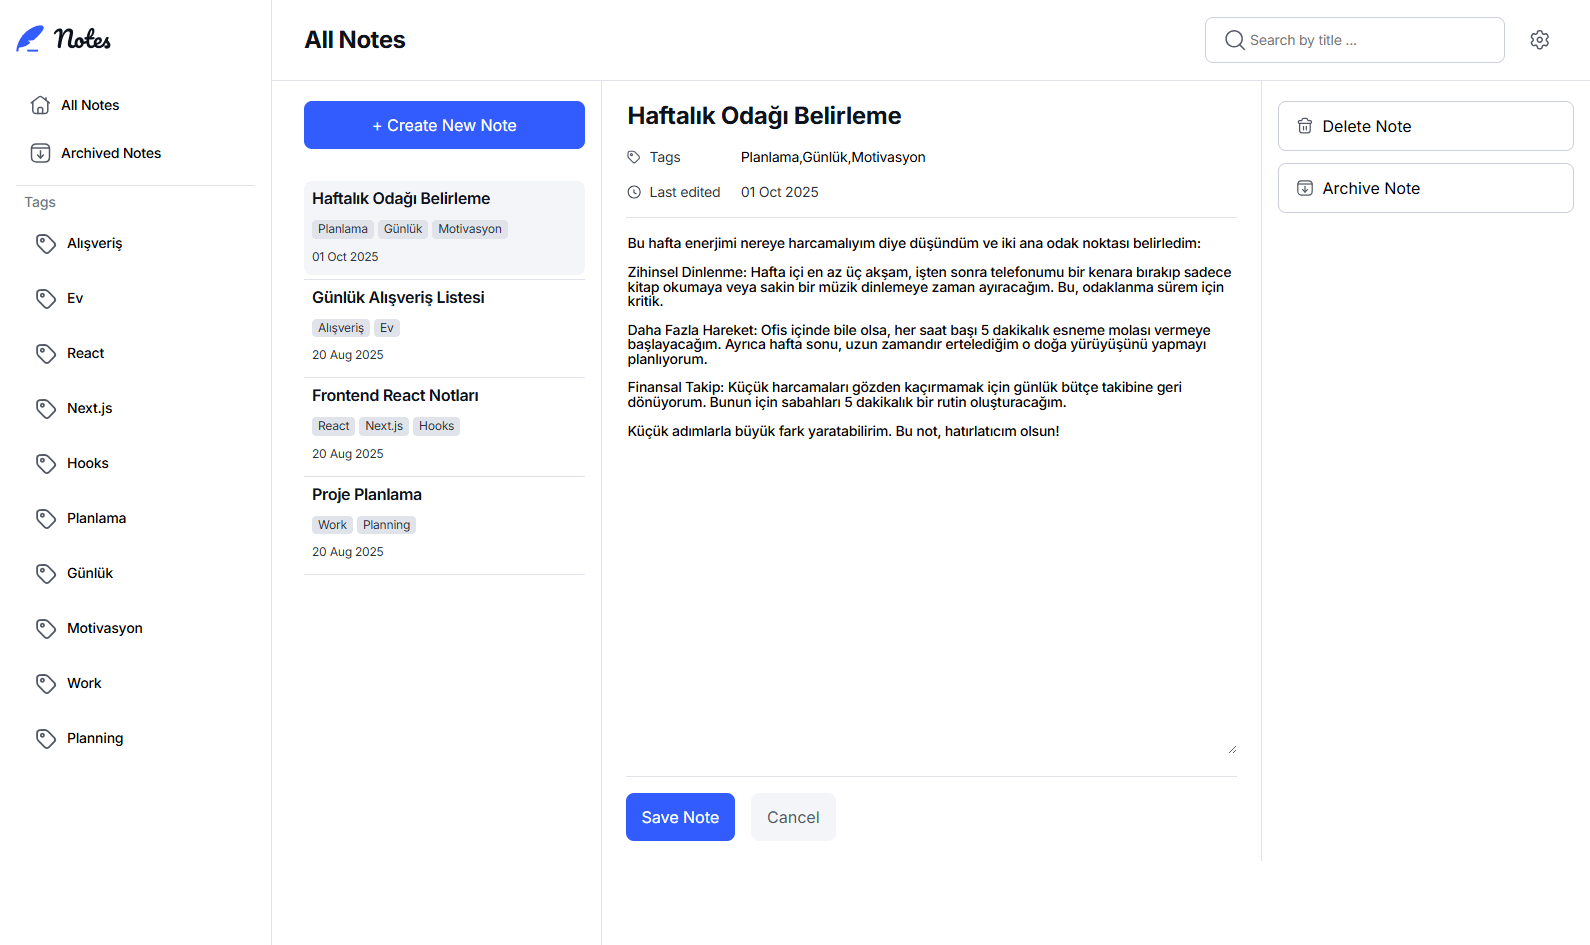 Notes
All Notes
Archived Notes
Tags
Alışveriş
Ev
React
Next.js
Hooks
Planlama
Günlük
Motivasyon
Work
Planning
All Notes
Search by title ...
+ Create New Note
Haftalık Odağı Belirleme
Planlama Günlük Motivasyon
01 Oct 2025
Günlük Alışveriş Listesi
Alışveriş Ev
20 Aug 2025
Frontend React Notları
React Next.js Hooks
20 Aug 2025
Proje Planlama
Work Planning
20 Aug 2025
Haftalık Odağı Belirleme
Tags Planlama,Günlük,Motivasyon
Last edited 01 Oct 2025
Bu hafta enerjimi nereye harcamalıyım diye düşündüm ve iki ana odak noktası belirledim:
Zihinsel Dinlenme: Hafta içi en az üç akşam, işten sonra telefonumu bir kenara bırakıp sadece
kitap okumaya veya sakin bir müzik dinlemeye zaman ayıracağım. Bu, odaklanma sürem için
kritik.
Daha Fazla Hareket: Ofis içinde bile olsa, her saat başı 5 dakikalık esneme molası vermeye
başlayacağım. Ayrıca hafta sonu, uzun zamandır ertelediğim o doğa yürüyüşünü yapmayı
planlıyorum.
Finansal Takip: Küçük harcamaları gözden kaçırmamak için günlük bütçe takibine geri
dönüyorum. Bunun için sabahları 5 dakikalık bir rutin oluşturacağım.
Küçük adımlarla büyük fark yaratabilirim. Bu not, hatırlatıcım olsun!
Save Note
Cancel
Delete Note
Archive Note